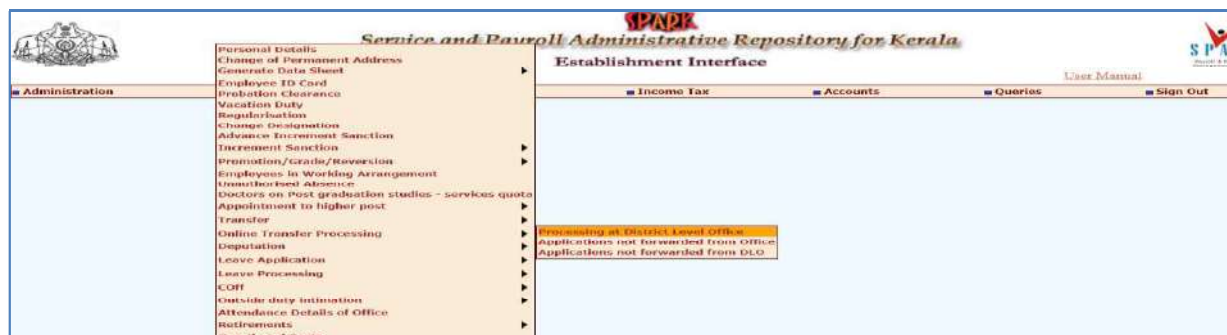 SPARK
Service and Payroll Administrative Repository for Kerala
Establishment Interface
SPA
User Manual
Administration
Income Tax
Accounts
Queries
Sign Out
Personal Details
Change of Permanent Address
Generate Data Sheet
Employee ID Card
Probation Clearance
Vacation Duty
Regularisation
Change Designation
Advance Increment Sanction
Increment Sanction
Promotion/Grade/Reversion
Employees in Working Arrangement
Unauthorised Absence
Doctors on Post graduation studies - services quota
Appointment to higher post
Transfer
Online Transfer Processing
Processing at District Level Office
Applications not forwarded from Office
Applications not forwarded from DLO
Deputation
Leave Application
Leave Processing
COff
Outside duty intimation
Attendance Details of Office
Retirements